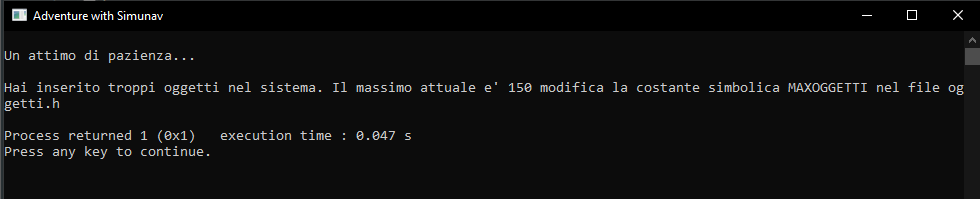 Adventure with Simunav
Un attimo di pazienza...
Hai inserito troppi oggetti nel sistema. Il massimo attuale e' 150 modifica la costante simbolica MAXOGGETTI nel file og
getti.h
Process returned 1 (0x1)   execution time : 0.047 s
Press any key to continue.